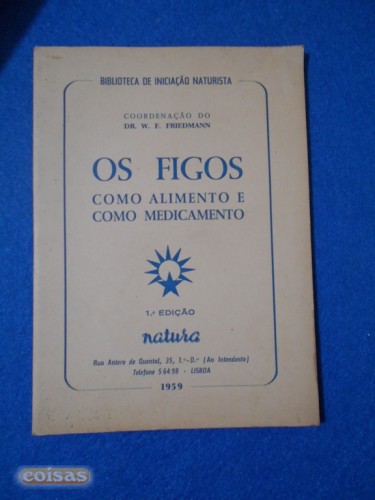 BIBLIOTECA DE INICIAÇÃO NATURISTA
COORDENAÇÃO DO
DR. W. F. FRIEDMANN
OS FIGOS
COMO ALIMENTO E
COMO MEDICAMENTO
1.ª EDIÇÃO
natura
Rua Antero de Quental, 35, 1.º-D.º (Ao Intendente)
Telefone 5 64 98 - LISBOA
1959
coisas